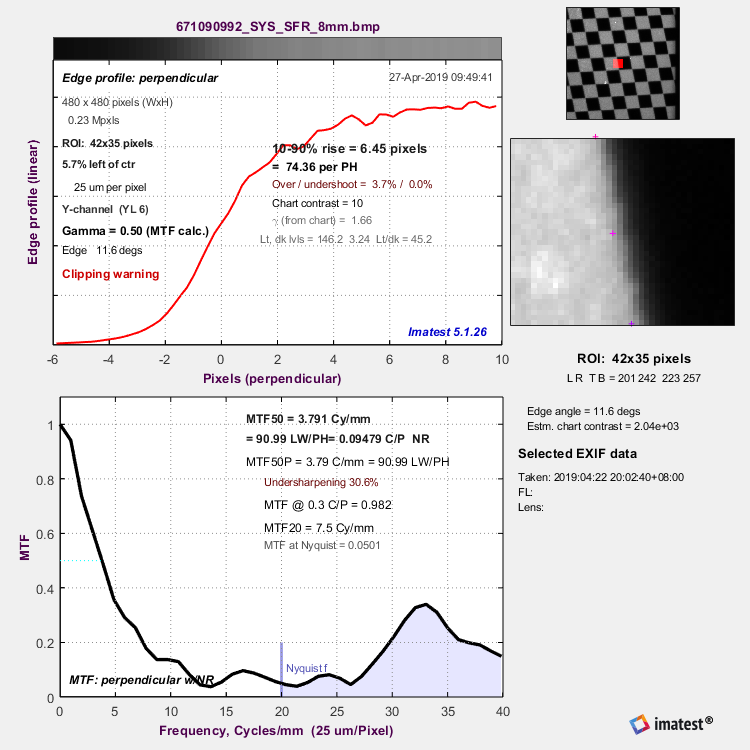 671090992_SYS_SFR_8mm.bmp
Edge profile: perpendicular
27-Apr-2019 09:49:41
480 x 480 pixels (WxH)
0.23 Mpxls
ROI: 42x35 pixels
5.7% left of ctr
25 um per pixel
Y-channel (YL 6)
Gamma = 0.50 (MTF calc.)
Edge 11.6 degs
Clipping warning
10-90% rise = 6.45 pixels
= 74.36 per PH
Over / undershoot = 3.7% / 0.0%
Chart contrast = 10
γ (from chart) = 1.66
Lt, dk lvls = 146.2 3.24 Lt/dk = 45.2
Imatest 5.1.26
Edge profile (linear)
-6 -4 -2 0 2 4 6 8 10
Pixels (perpendicular)
ROI: 42x35 pixels
L R T B = 201 242 223 257
Edge angle = 11.6 degs
Estm. chart contrast = 2.04e+03
Selected EXIF data
Taken: 2019:04:22 20:02:40+08:00
FL:
Lens:
MTF50 = 3.791 Cy/mm
= 90.99 LW/PH= 0.09479 C/P NR
MTF50P = 3.79 C/mm = 90.99 LW/PH
Undersharpening 30.6%
MTF @ 0.3 C/P = 0.982
MTF20 = 7.5 Cy/mm
MTF at Nyquist = 0.0501
Nyquist f
MTF: perpendicular w/NR
MTF
1
0.8
0.6
0.4
0.2
0
0 5 10 15 20 25 30 35 40
Frequency, Cycles/mm (25 um/Pixel)
imatest®